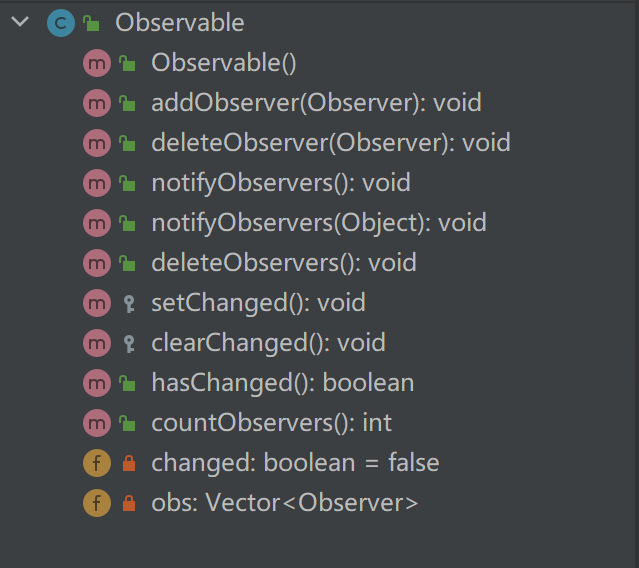 C Observable
m Observable()
m addObserver(Observer): void
m deleteObserver(Observer): void
m notifyObservers(): void
m notifyObservers(Object): void
m deleteObservers(): void
m setChanged(): void
m clearChanged(): void
m hasChanged(): boolean
m countObservers(): int
f changed: boolean = false
f obs: Vector<Observer>